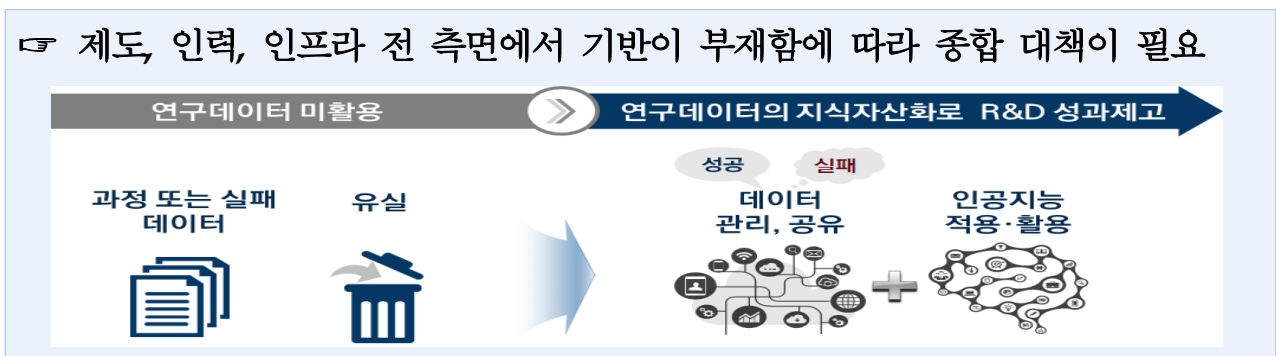 ☞ 제도, 인력, 인프라 전 측면에서 기반이 부재함에 따라 종합 대책이 필요
연구데이터 미활용
연구데이터의 지식자산화로 R&D 성과제고
과정 또는 실패
데이터
유실
성공
실패
데이터
관리, 공유
인공지능
적용·활용